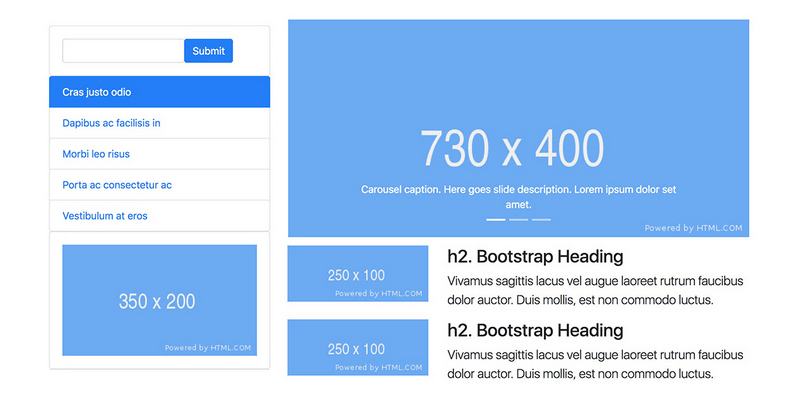 Submit
Cras justo odio
Dapibus ac facilisis in
Morbi leo risus
Porta ac consectetur ac
Vestibulum at eros
350 x 200
Powered by HTML.COM
730 x 400
Carousel caption. Here goes slide description. Lorem ipsum dolor set
amet.
Powered by HTML.COM
250 x 100
Powered by HTML.COM
h2. Bootstrap Heading
Vivamus sagittis lacus vel augue laoreet rutrum faucibus
dolor auctor. Duis mollis, est non commodo luctus.
250 x 100
Powered by HTML.COM
h2. Bootstrap Heading
Vivamus sagittis lacus vel augue laoreet rutrum faucibus
dolor auctor. Duis mollis, est non commodo luctus.